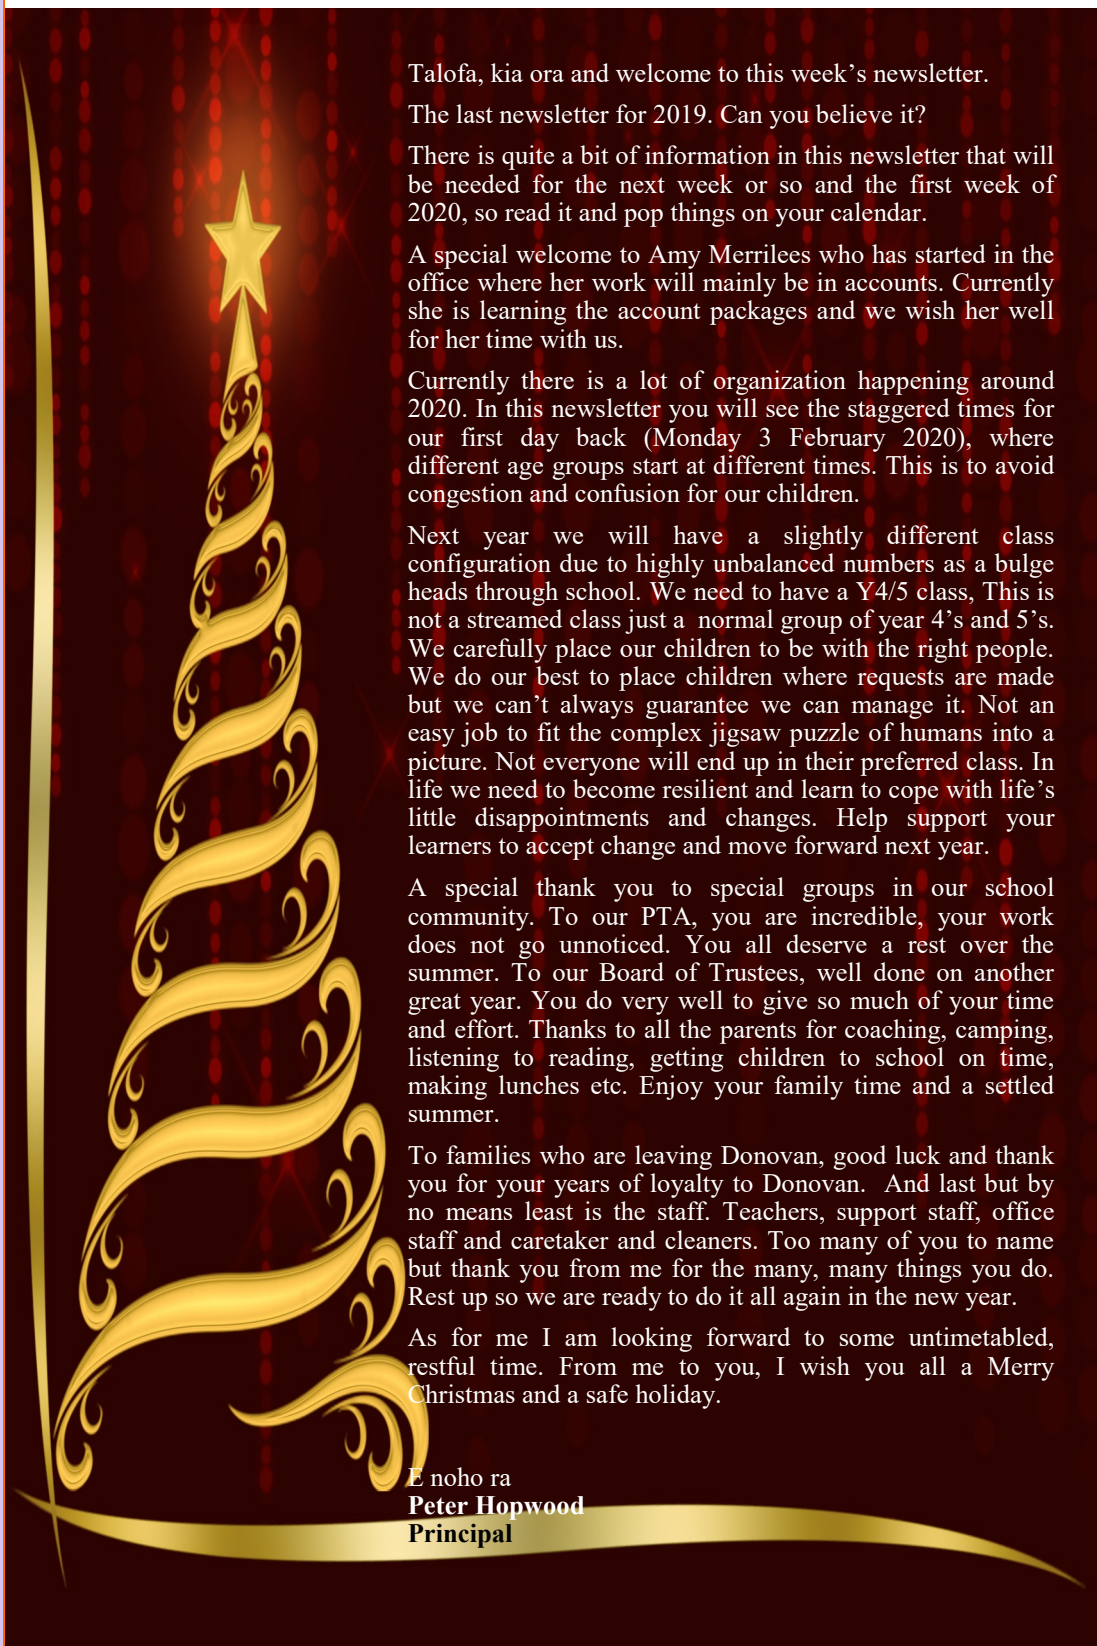 Talofa, kia ora and welcome to this week’s newsletter.
The last newsletter for 2019. Can you believe it?
There is quite a bit of information in this newsletter that will
be needed for the next week or so and the first week of
2020, so read it and pop things on your calendar.
A special welcome to Amy Merrilees who has started in the
office where her work will mainly be in accounts. Currently
she is learning the account packages and we wish her well
for her time with us.
Currently there is a lot of organization happening around
2020. In this newsletter you will see the staggered times for
our first day back (Monday 3 February 2020), where
different age groups start at different times. This is to avoid
congestion and confusion for our children.
Next year we will have a slightly different class
configuration due to highly unbalanced numbers as a bulge
heads through school. We need to have a Y4/5 class, This is
not a streamed class just a  normal group of year 4’s and 5’s.
We carefully place our children to be with the right people.
We do our best to place children where requests are made
but we can’t always guarantee we can manage it. Not an
easy job to fit the complex jigsaw puzzle of humans into a
picture. Not everyone will end up in their preferred class. In
life we need to become resilient and learn to cope with life’s
little disappointments and changes. Help support your
learners to accept change and move forward next year.
A special thank you to special groups in our school
community. To our PTA, you are incredible, your work
does not go unnoticed. You all deserve a rest over the
summer. To our Board of Trustees, well done on another
great year. You do very well to give so much of your time
and effort. Thanks to all the parents for coaching, camping,
listening to reading, getting children to school on time,
making lunches etc. Enjoy your family time and a settled
summer.
To families who are leaving Donovan, good luck and thank
you for your years of loyalty to Donovan.  And last but by
no means least is the staff. Teachers, support staff, office
staff and caretaker and cleaners. Too many of you to name
but thank you from me for the many, many things you do.
Rest up so we are ready to do it all again in the new year.
As for me I am looking forward to some untimetabled,
restful time. From me to you, I wish you all a Merry
Christmas and a safe holiday.
E noho ra
Peter Hopwood
Principal